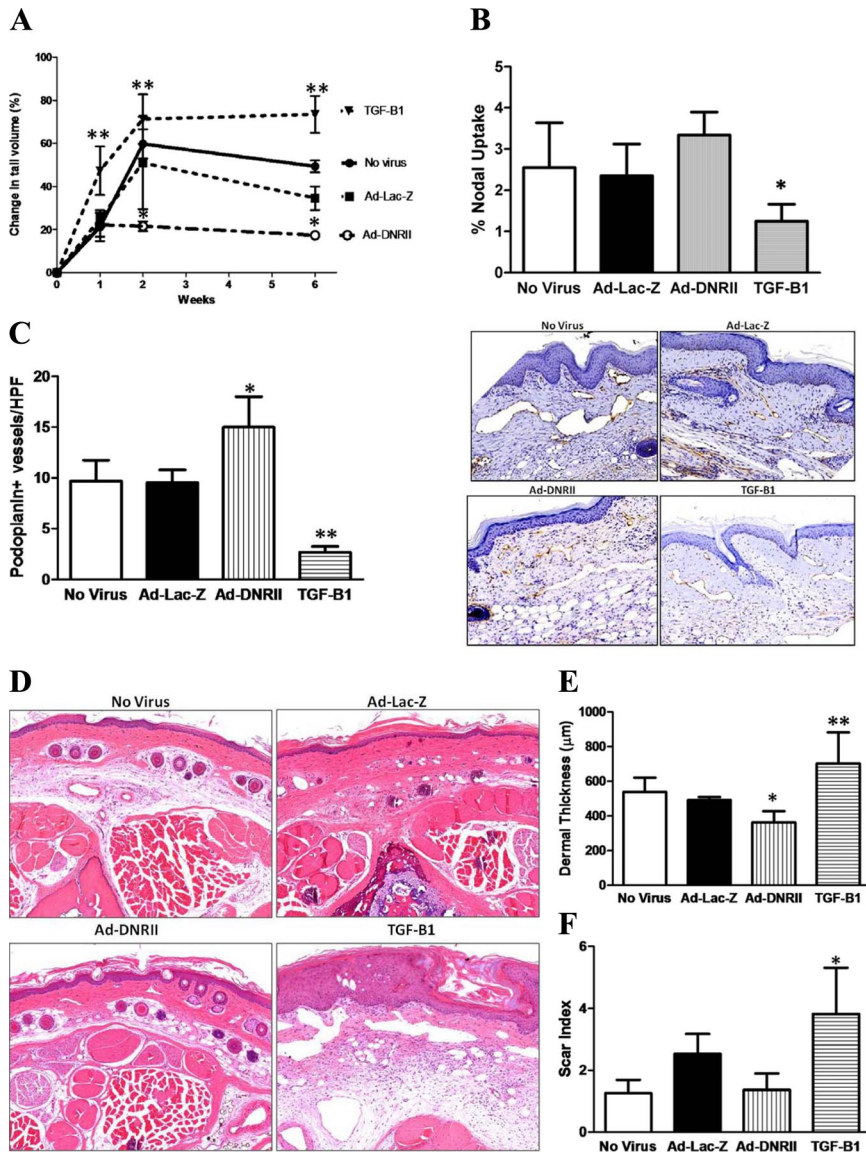 A
Change in tail volume (%)
100
80
60
40
20
0
**
**
**
*
*
TGF-B1
No virus
Ad-Lac-Z
Ad-DNRII
0 1 2 3 4 5 6
Weeks
B
% Nodal Uptake
5
4
3
2
1
0
*
No Virus Ad-Lac-Z Ad-DNRII TGF-B1
C
Podoplanin+ vessels/HPF
20
15
10
5
0
*
**
No Virus Ad-Lac-Z Ad-DNRII TGF-B1
No Virus Ad-Lac-Z
Ad-DNRII TGF-B1
D
No Virus Ad-Lac-Z
Ad-DNRII TGF-B1
E
Dermal Thickness (µm)
1000
800
600
400
200
0
*
**
No Virus Ad-Lac-Z Ad-DNRII TGF-B1
F
Scar Index
6
4
2
0
*
No Virus Ad-Lac-Z Ad-DNRII TGF-B1